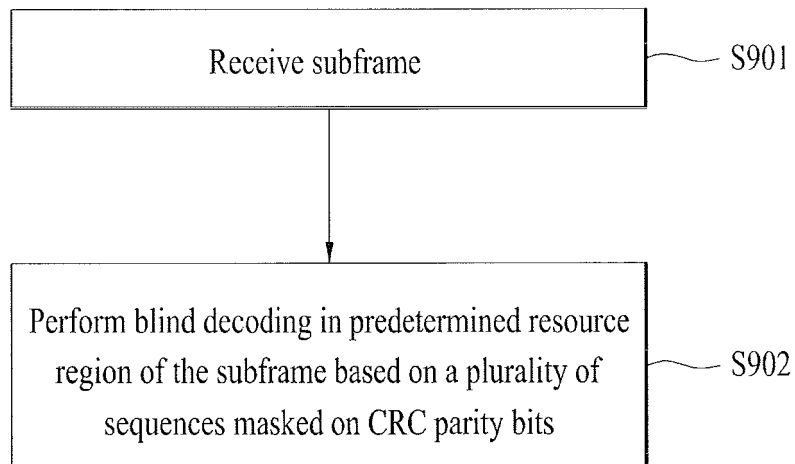 Receive subframe
S901
Perform blind decoding in predetermined resource
region of the subframe based on a plurality of
sequences masked on CRC parity bits
S902